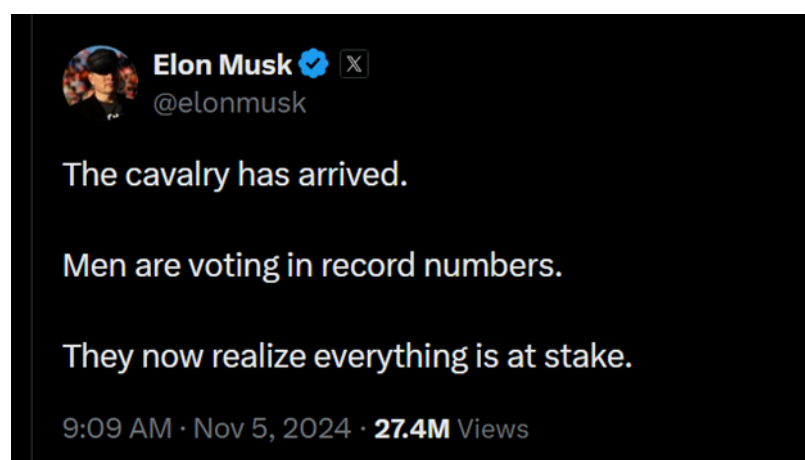 Elon Musk X
@elonmusk
The cavalry has arrived.
Men are voting in record numbers.
They now realize everything is at stake.
9:09 AM · Nov 5, 2024 · 27.4M Views